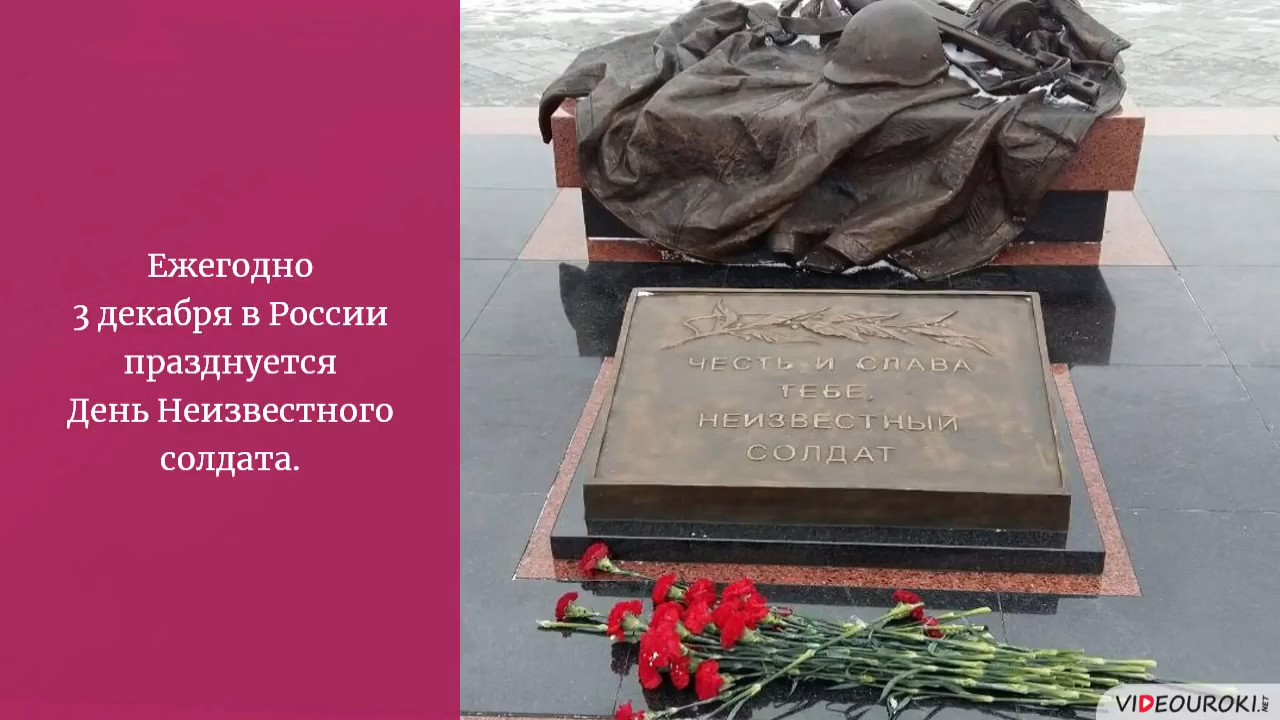 Ежегодно
3 декабря в России
празднуется
День Неизвестного
солдата.
ЧЕСТЬ И СЛАВА
ТЕБЕ,
НЕИЗВЕСТНЫЙ
СОЛДАТ
VIDEOUROKI.NET